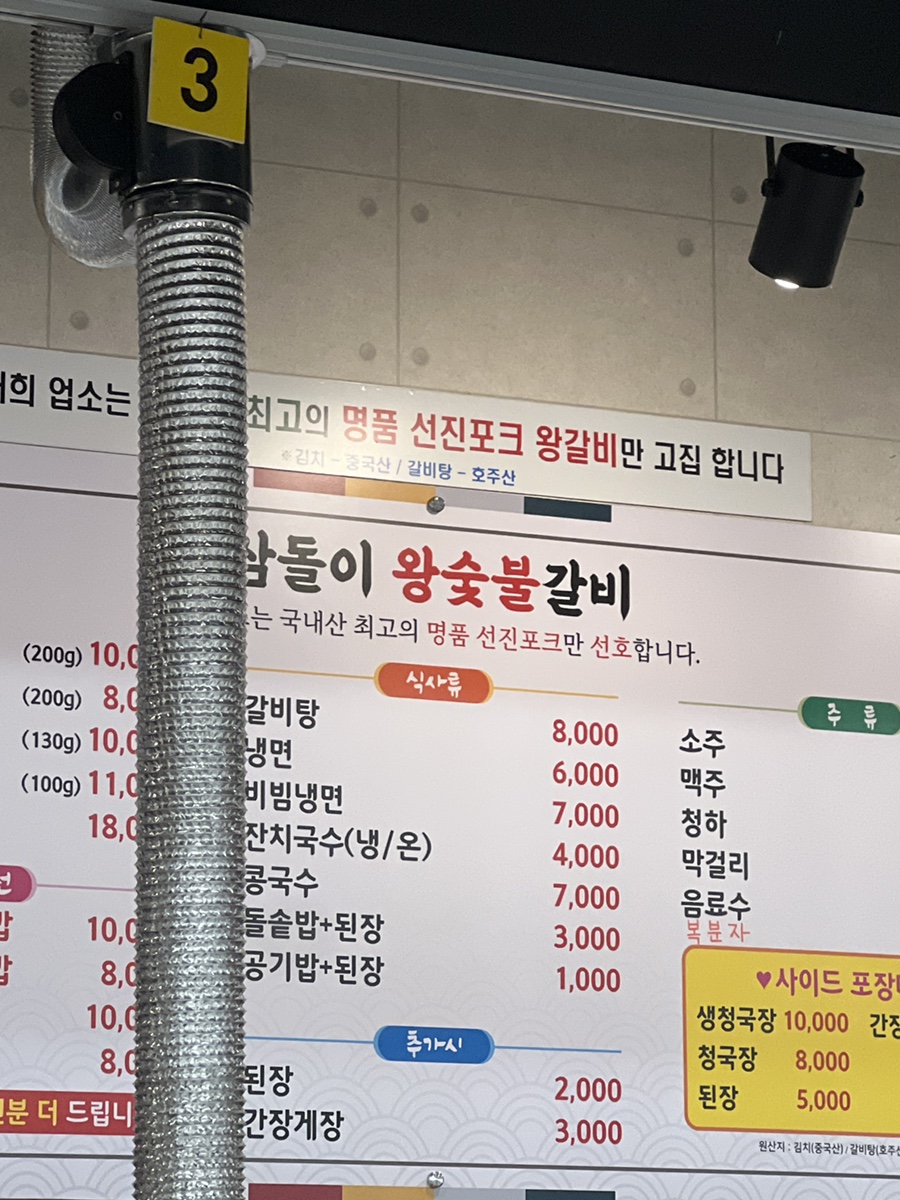 3
업소는 최고의 명품 선진포크 왕갈비만 고집 합니다
※김치 - 중국산 / 갈비탕 - 호주산
왕숯불갈비
국내산 최고의 명품 선진포크만 선호합니다.
(200g)
(200g)
(130g)
(100g)
더 드립니
식사류
갈비탕 8,000
냉면 6,000
비빔냉면 7,000
잔치국수(냉/온) 4,000
콩국수 7,000
돌솥밥+된장 3,000
공기밥+된장 1,000
추가시
된장 2,000
간장게장 3,000
주류
소주
맥주
청하
막걸리
음료수
복분자
♥사이드
생청국장 10,000
청국장 8,000
된장 5,000
원산지 : 김치(중국산) / 갈비탕(호주산